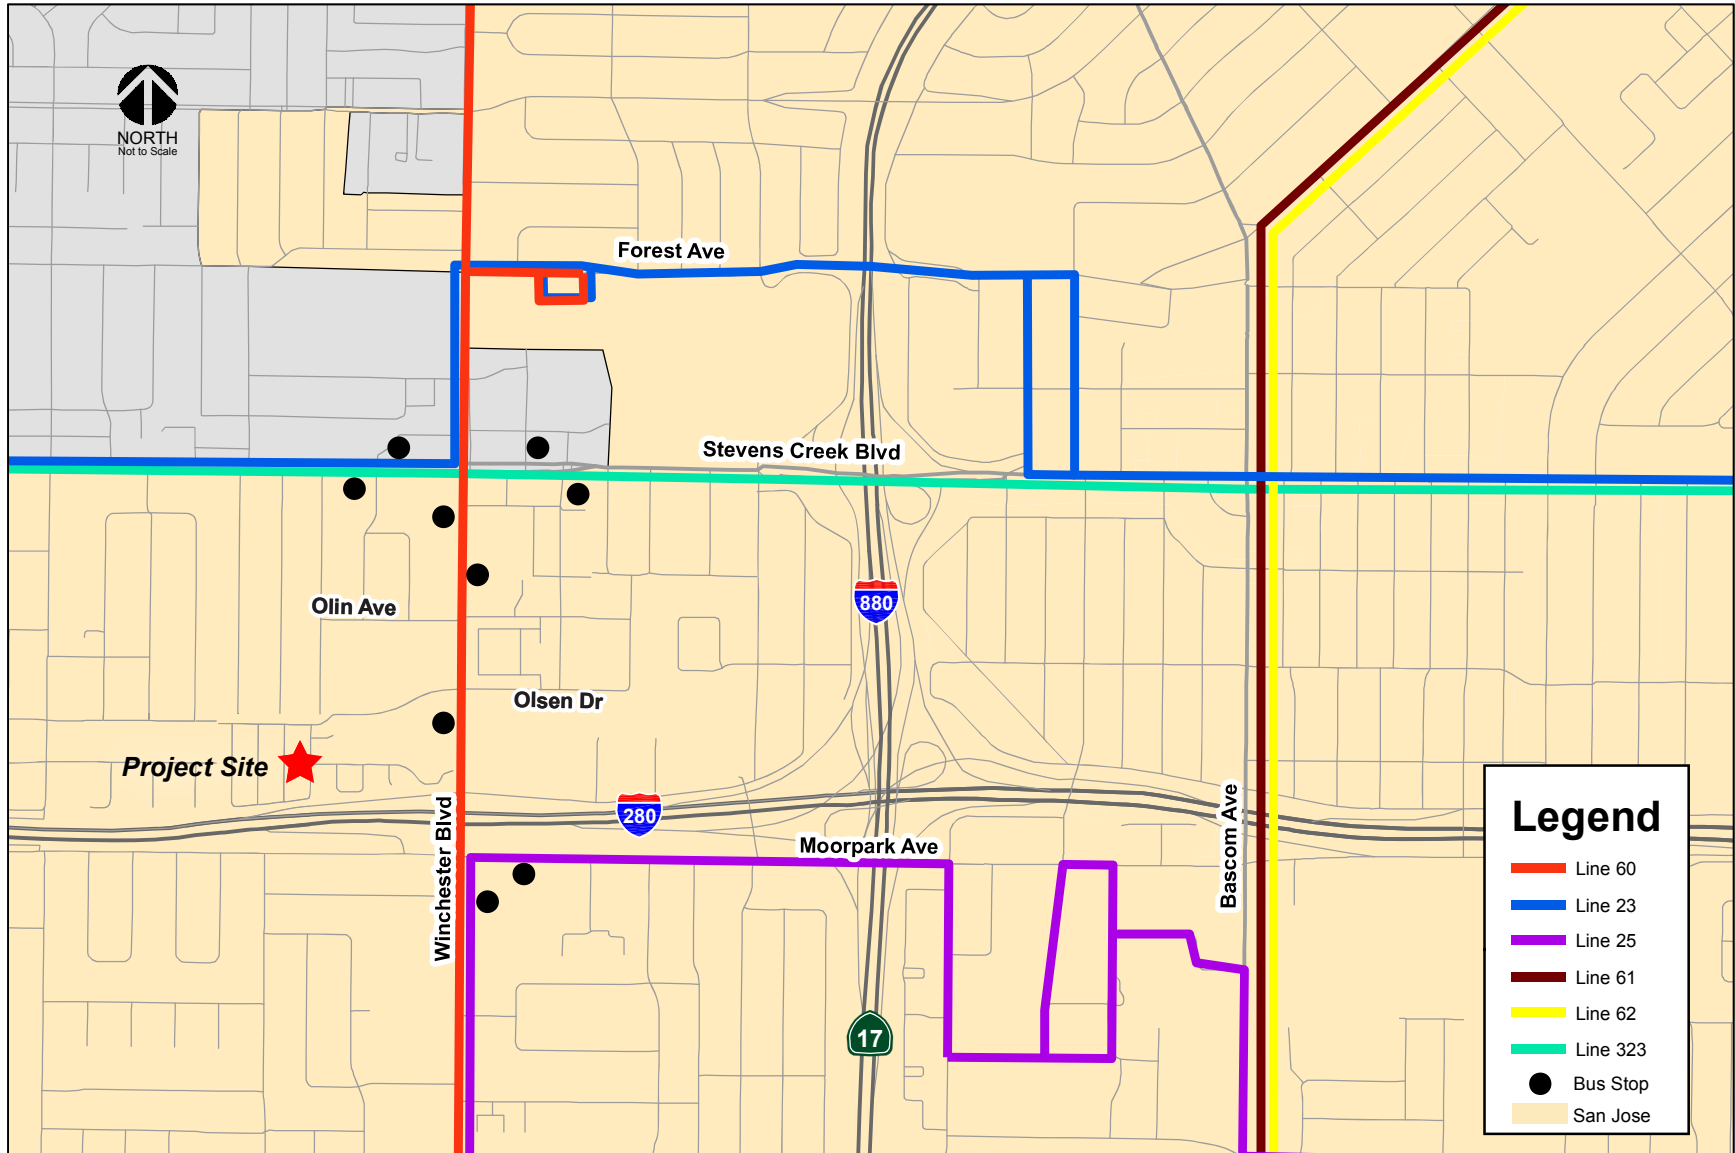 NORTH
Not to Scale
Forest Ave
Stevens Creek Blvd
Olin Ave
880
Olsen Dr
Project Site
280
Winchester Blvd
Moorpark Ave
Bascom Ave
17
Legend
Line 60
Line 23
Line 25
Line 61
Line 62
Line 323
Bus Stop
San Jose